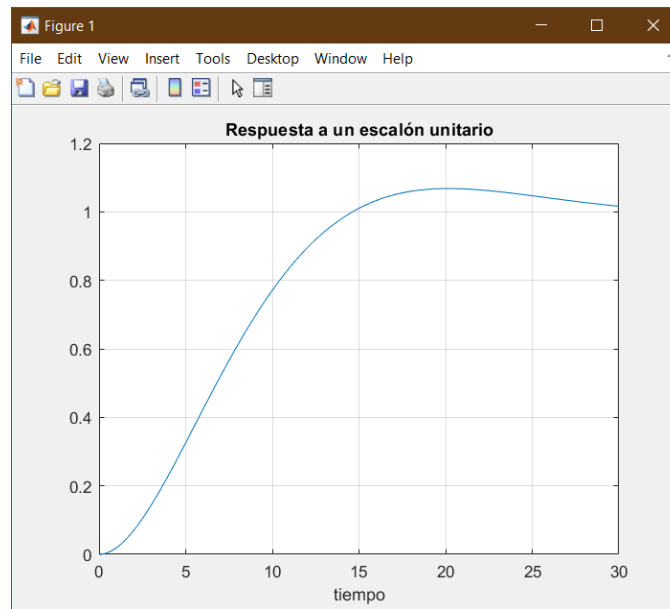 Figure 1
File Edit View Insert Tools Desktop Window Help
Respuesta a un escalón unitario
1.2
1
0.8
0.6
0.4
0.2
0
0 5 10 15 20 25 30
tiempo